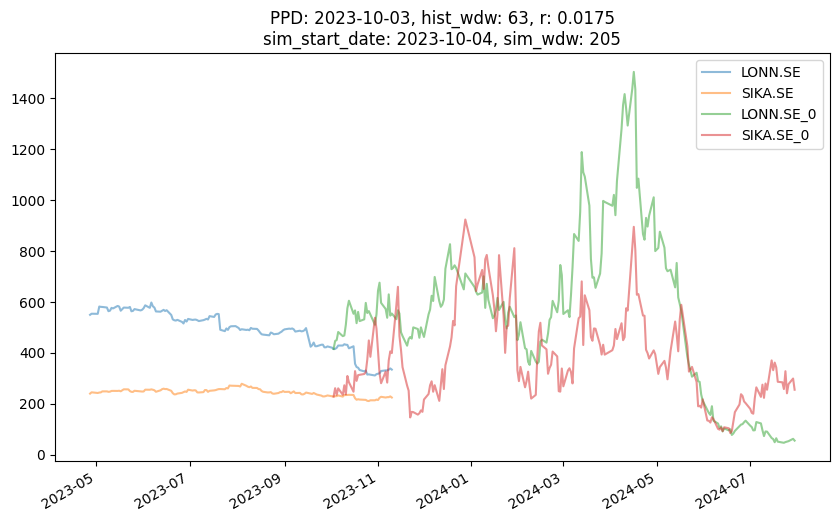 PPD: 2023-10-03, hist_wdw: 63, r: 0.0175
sim_start_date: 2023-10-04, sim_wdw: 205
LONN.SE
SIKA.SE
LONN.SE_0
SIKA.SE_0
1400
1200
1000
800
600
400
200
0
2023-05
2023-07
2023-09
2023-11
2024-01
2024-03
2024-05
2024-07